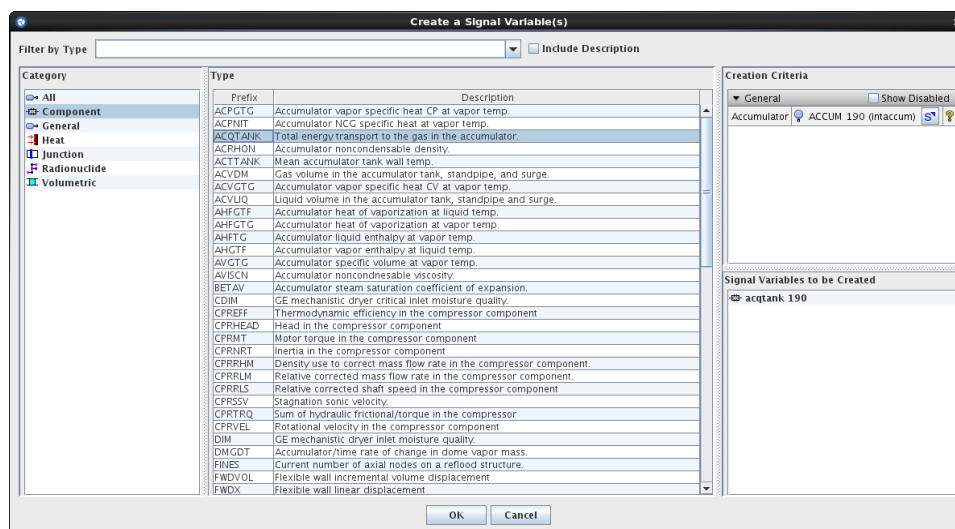 Create a Signal Variable(s)
Filter by Type
Include Description
Category
All
Component
General
Heat
Junction
Radionuclide
Volumetric
Type
Prefix Description
ACPGTG Accumulator vapor specific heat CP at vapor temp.
ACPNIT Accumulator NCG specific heat at vapor temp.
ACQTANK Total energy transport to the gas in the accumulator.
ACRHON Accumulator noncondensable density.
ACTTANK Mean accumulator tank wall temp.
ACVDM Gas volume in the accumulator tank, standpipe, and surge.
ACVGTG Accumulator vapor specific heat CV at vapor temp.
ACVLIQ Liquid volume in the accumulator tank, standpipe and surge.
AHFGTF Accumulator heat of vaporization at liquid temp.
AHFGTG Accumulator heat of vaporization at vapor temp.
AHFTG Accumulator liquid enthalpy at vapor temp.
AHGTF Accumulator vapor enthalpy at liquid temp.
AVGTG Accumulator specific volume at vapor temp.
AVISCN Accumulator noncondnesable viscosity.
BETAV Accumulator steam saturation coefficient of expansion.
CDIM GE mechanistic dryer critical inlet moisture quality.
CPREFF Thermodynamic efficiency in the compressor component
CPRHEAD Head in the compressor component
CPRMT Motor torque in the compressor component
CPRNRT Inertia in the compressor component
CPRRHM Density use to correct mass flow rate in the compressor component.
CPRRLM Relative corrected mass flow rate in the compressor component.
CPRRLS Relative corrected shaft speed in the compressor component
CPRSSV Stagnation sonic velocity.
CPRTRQ Sum of hydraulic frictional/torque in the compressor
CPRVEL Rotational velocity in the compressor component
DIM GE mechanistic dryer inlet moisture quality.
DMGDT Accumulator/time rate of change in dome vapor mass.
FINES Current number of axial nodes on a reflood structure.
FWDVOL Flexible wall incremental volume displacement
FWDX Flexible wall linear displacement
Creation Criteria
General Show Disabled
Accumulator ACCUM 190 (intaccum) S
Signal Variables to be Created
acqtank 190
OK Cancel